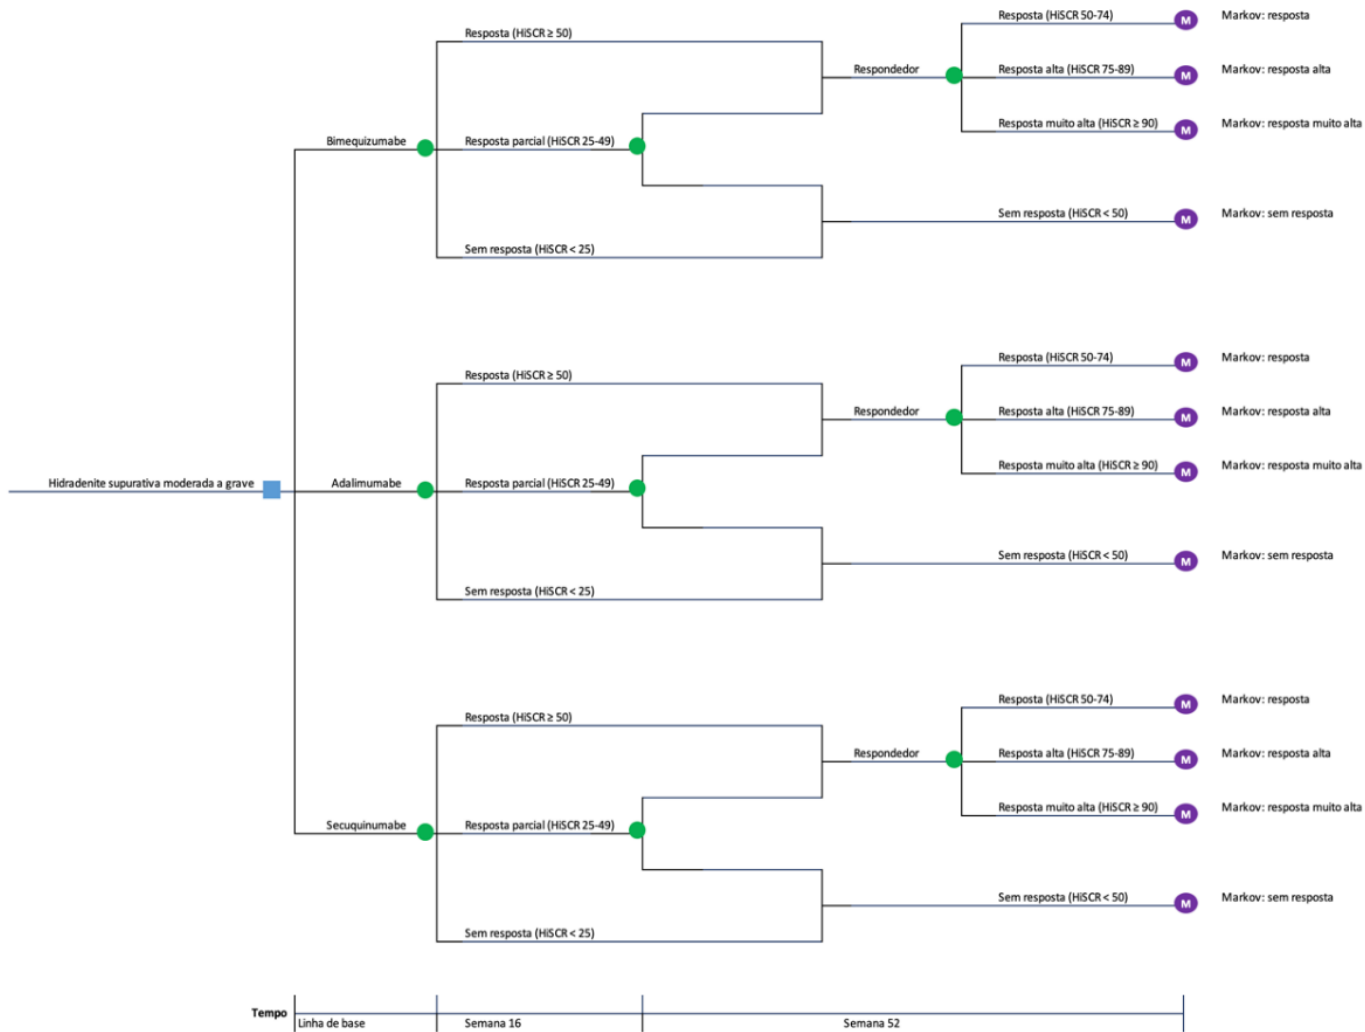 Resposta (HiSCR 50-74) M Markov: resposta
Resposta (HiSCR ≥ 50)
Respondedor Resposta alta (HiSCR 75-89) M Markov: resposta alta
Resposta muito alta (HiSCR ≥ 90) M Markov: resposta muito alta
Bimequizumabe Resposta parcial (HiSCR 25-49)
Sem resposta (HiSCR < 50) M Markov: sem resposta
Sem resposta (HiSCR < 25)
Resposta (HiSCR 50-74) M Markov: resposta
Resposta (HiSCR ≥ 50)
Respondedor Resposta alta (HiSCR 75-89) M Markov: resposta alta
Resposta muito alta (HiSCR ≥ 90) M Markov: resposta muito alta
Hidradenite supurativa moderada a grave Adalimumabe Resposta parcial (HiSCR 25-49)
Sem resposta (HiSCR < 50) M Markov: sem resposta
Sem resposta (HiSCR < 25)
Resposta (HiSCR 50-74) M Markov: resposta
Resposta (HiSCR ≥ 50)
Respondedor Resposta alta (HiSCR 75-89) M Markov: resposta alta
Resposta muito alta (HiSCR ≥ 90) M Markov: resposta muito alta
Secuquinumabe Resposta parcial (HiSCR 25-49)
Sem resposta (HiSCR < 50) M Markov: sem resposta
Sem resposta (HiSCR < 25)
Tempo
Linha de base Semana 16 Semana 52